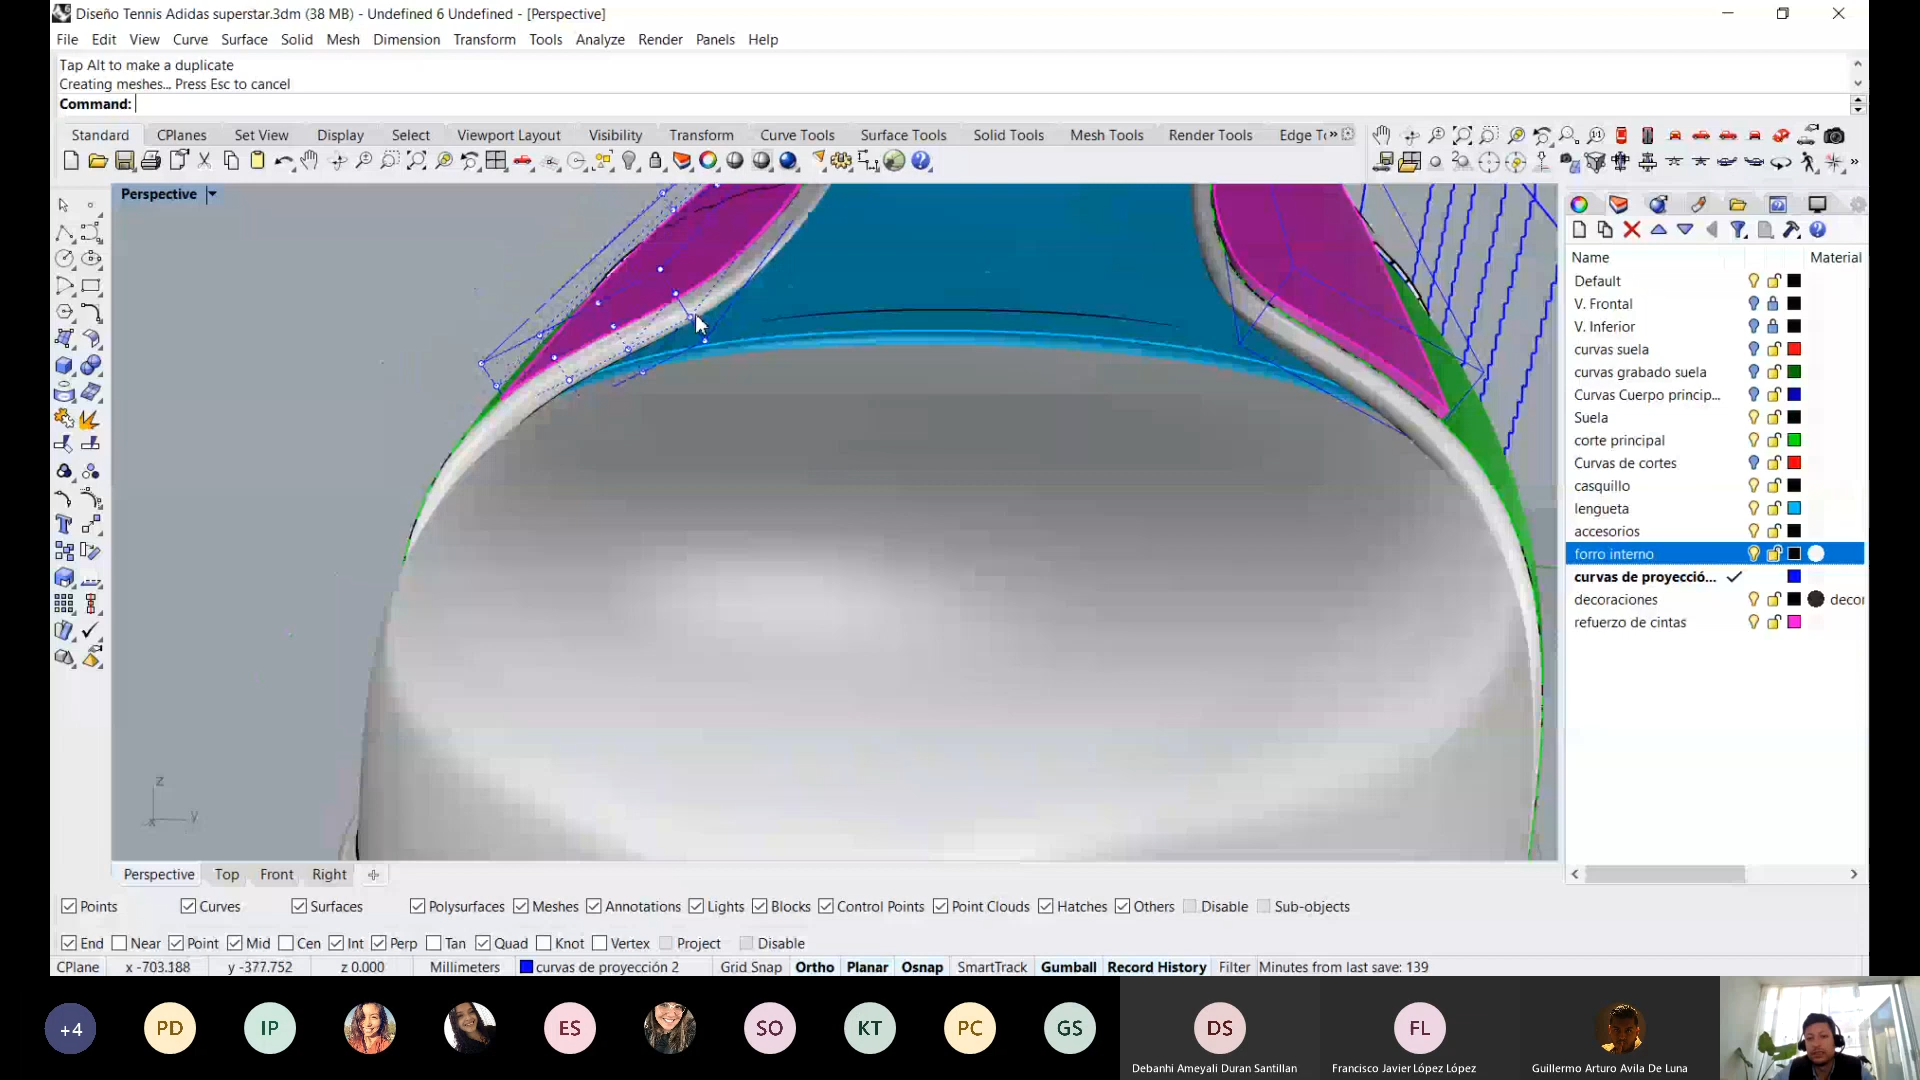 Diseño Tennis Adidas superstar.3dm (38 MB) - Undefined 6 Undefined - [Perspective]
File Edit View Curve Surface Solid Mesh Dimension Transform Tools Analyze Render Panels Help
Tap Alt to make a duplicate
Creating meshes... Press Esc to cancel
Command:
Standard CPlanes Set View Display Select Viewport Layout Visibility Transform Curve Tools Surface Tools Solid Tools Mesh Tools Render Tools Edge To
Perspective
Name Material
Default
V. Frontal
V. Inferior
curvas suela
curvas grabado suela
Curvas Cuerpo princip...
Suela
corte principal
Curvas de cortes
casquillo
lengueta
accesorios
forro interno
curvas de proyecció...
decoraciones decor
refuerzo de cintas
z
x y
Perspective Top Front Right
Points Curves Surfaces Polysurfaces Meshes Annotations Lights Blocks Control Points Point Clouds Hatches Others Disable Sub-objects
End Near Point Mid Cen Int Perp Tan Quad Knot Vertex Project Disable
CPlane x -703.188 y -377.752 z 0.000 Millimeters curvas de proyección 2 Grid Snap Ortho Planar Osnap SmartTrack Gumball Record History Filter Minutes from last save: 139
+4 PD IP ES SO KT PC GS DS FL
Debanhi Ameyali Duran Santillan Francisco Javier López López Guillermo Arturo Avila De Luna